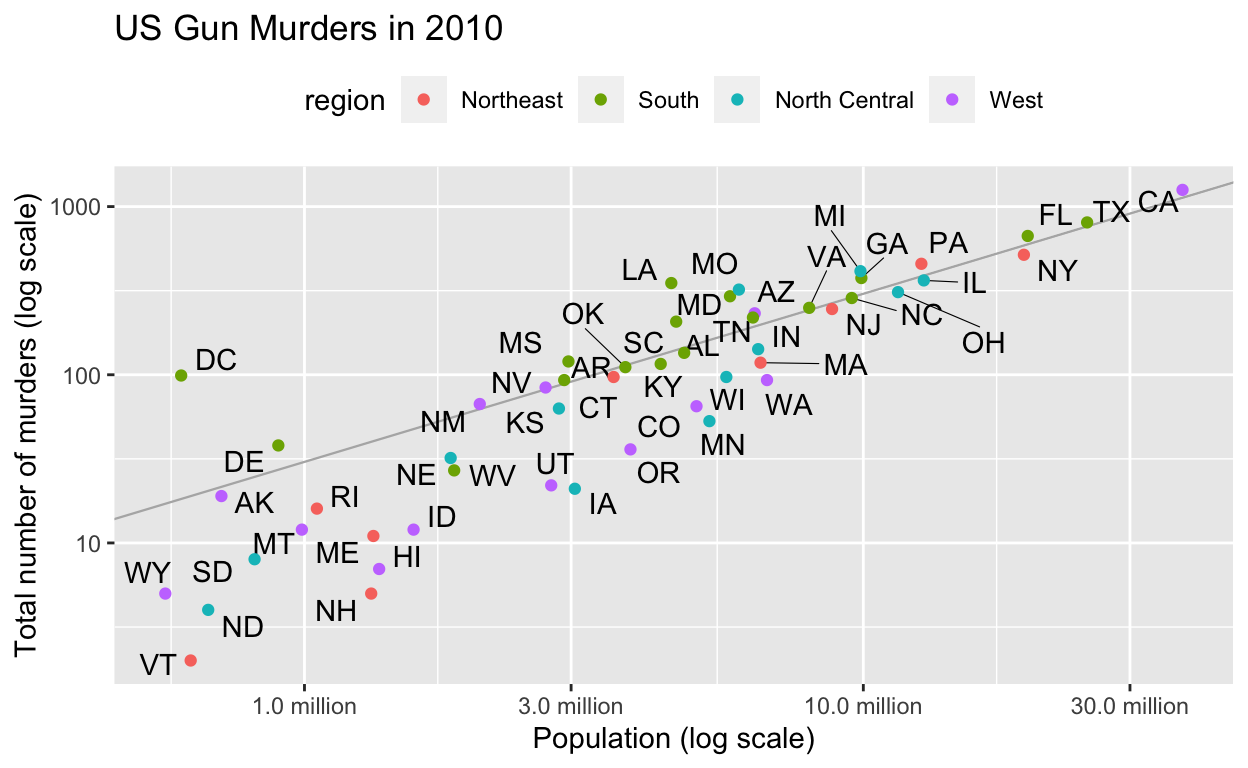 US Gun Murders in 2010
region Northeast South North Central West
Total number of murders (log scale)
1000
100
10
CA
TX
FL
NY
MI
GA
PA
VA
IL
LA
MO
AZ
MD
NC
OK
TN
IN
NJ
OH
MS
SC
AL
DC
AR
MA
NV
KY
WI
WA
KS
CT
NM
CO
MN
DE
NE
WV
UT
OR
AK
RI
IA
ID
MT
ME
HI
WY
SD
NH
ND
VT
1.0 million 3.0 million 10.0 million 30.0 million
Population (log scale)